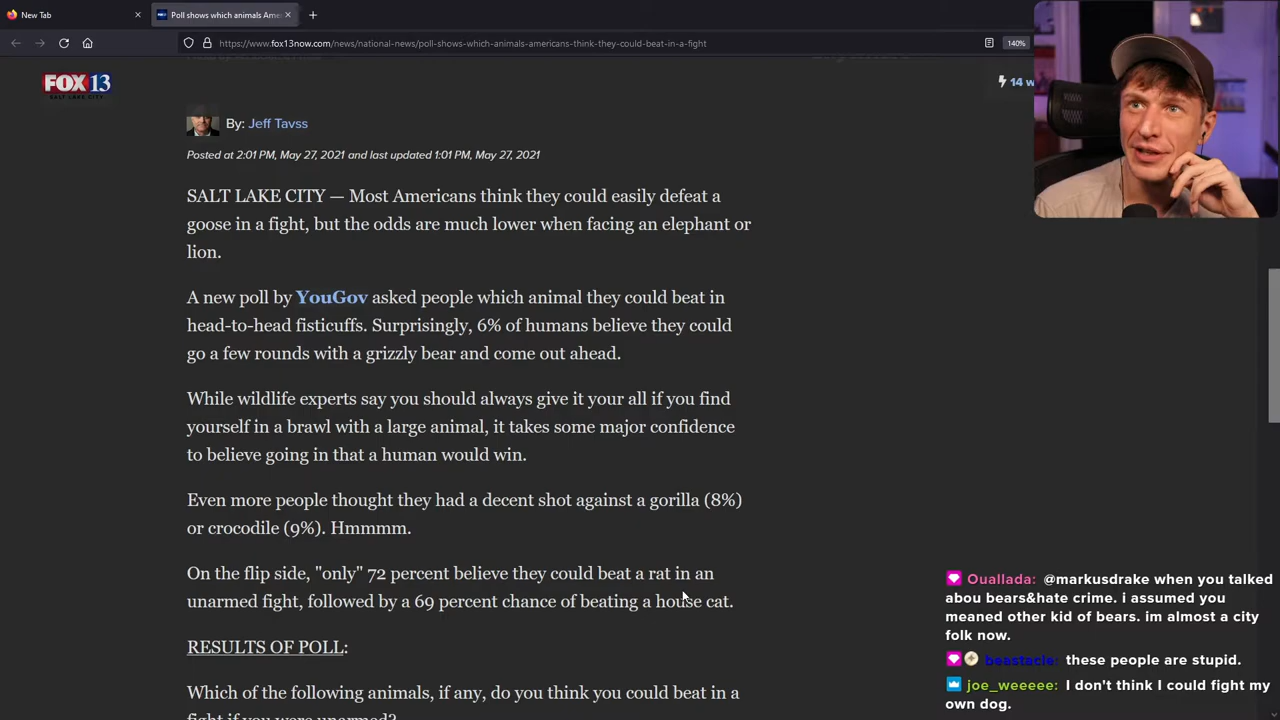 New Tab
Poll shows which animals Ame
https://www.fox13now.com/news/national-news/poll-shows-which-animals-americans-think-they-could-beat-in-a-fight
140%
FOX 13
SALT LAKE CITY
14 w
By: Jeff Tavss
Posted at 2:01 PM, May 27, 2021 and last updated 1:01 PM, May 27, 2021
SALT LAKE CITY — Most Americans think they could easily defeat a
goose in a fight, but the odds are much lower when facing an elephant or
lion.
A new poll by YouGov asked people which animal they could beat in
head-to-head fisticuffs. Surprisingly, 6% of humans believe they could
go a few rounds with a grizzly bear and come out ahead.
While wildlife experts say you should always give it your all if you find
yourself in a brawl with a large animal, it takes some major confidence
to believe going in that a human would win.
Even more people thought they had a decent shot against a gorilla (8%)
or crocodile (9%). Hmmmm.
On the flip side, "only" 72 percent believe they could beat a rat in an
unarmed fight, followed by a 69 percent chance of beating a house cat.
RESULTS OF POLL:
Which of the following animals, if any, do you think you could beat in a
fight if you were unarmed?
Ouallada: @markusdrake when you talked
abou bears&hate crime. i assumed you
meaned other kid of bears. im almost a city
folk now.
beastacle: these people are stupid.
joe_weeeee: I don't think I could fight my
own dog.